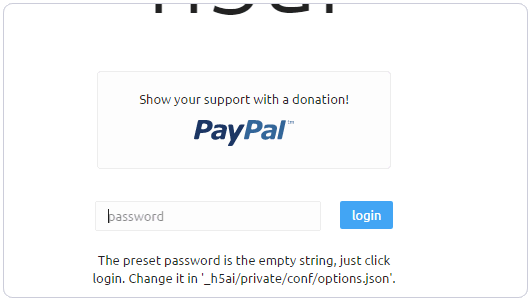 Show your support with a donation!
PayPal™
password
login
The preset password is the empty string, just click
login. Change it in '_h5ai/private/conf/options.json'.